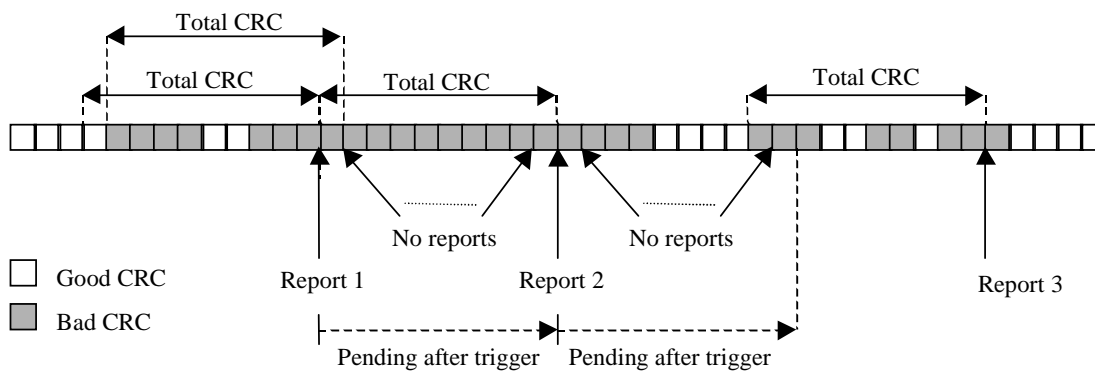 Total CRC
Total CRC
Total CRC
Total CRC
No reports
No reports
Good CRC
Report 1
Report 2
Report 3
Bad CRC
Pending after trigger
Pending after trigger